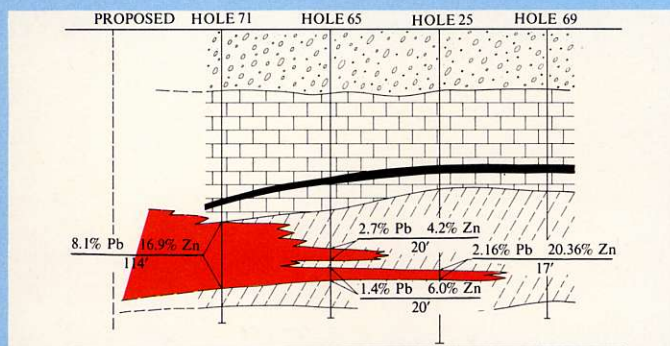 PROPOSED HOLE 71 HOLE 65 HOLE 25 HOLE 69
2.7% Pb 4.2% Zn
20′
8.1% Pb 16.9% Zn
114′
2.16% Pb 20.36% Zn
17′
1.4% Pb 6.0% Zn
20′